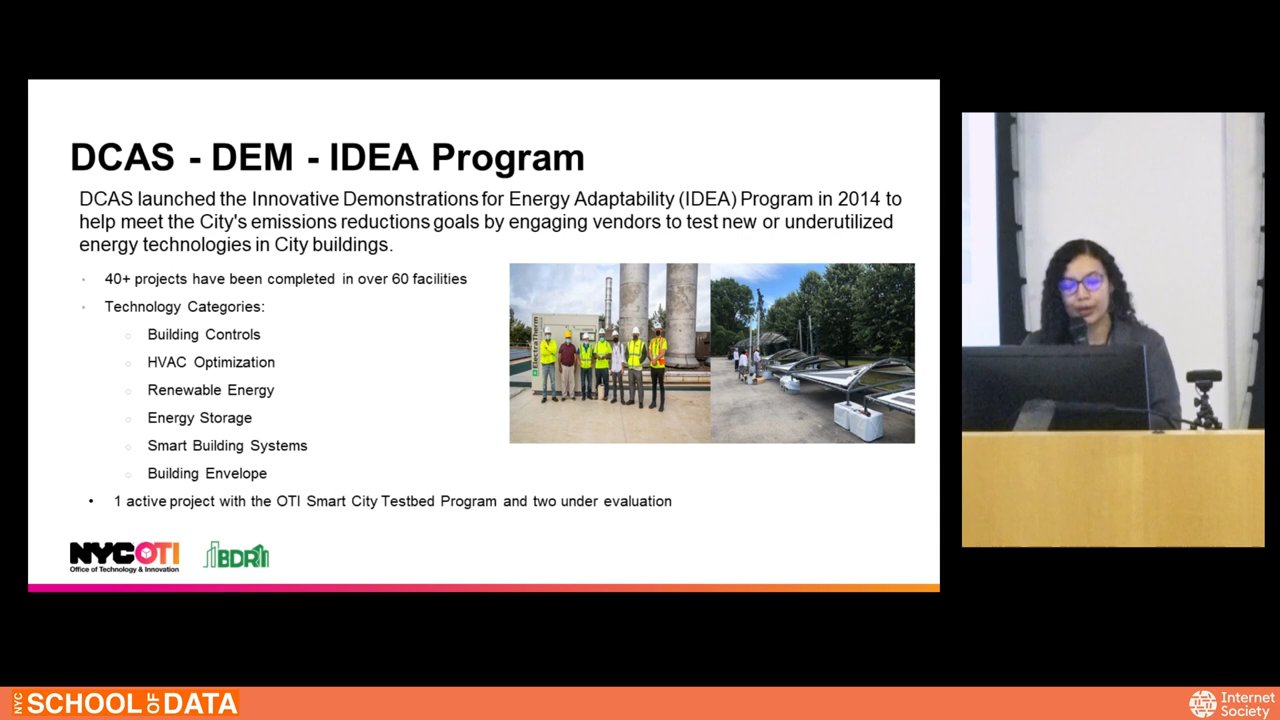 DCAS - DEM - IDEA Program
DCAS launched the Innovative Demonstrations for Energy Adaptability (IDEA) Program in 2014 to
help meet the City's emissions reductions goals by engaging vendors to test new or underutilized
energy technologies in City buildings.
40+ projects have been completed in over 60 facilities
Technology Categories:
Building Controls
HVAC Optimization
Renewable Energy
Energy Storage
Smart Building Systems
Building Envelope
1 active project with the OTI Smart City Testbed Program and two under evaluation
ElectraTherm
NYCOTI
Office of Technology & Innovation
BDRM
NYC SCHOOL OF DATA
Internet
Society